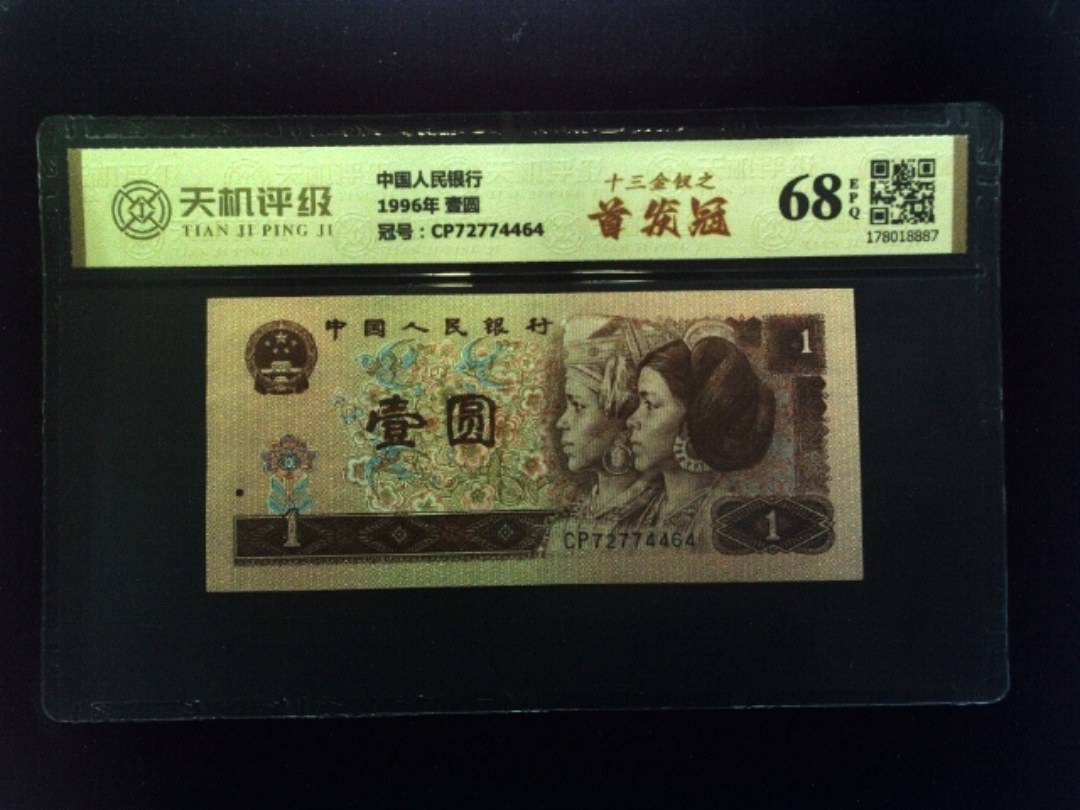 天机评级
TIAN JI PING JI
中国人民银行
1996年 壹圆
冠号：CP72774464
十三金钗之
首发冠
68
EPQ
178018887
中国人民银行
1
壹圆
1
CP72774464
1